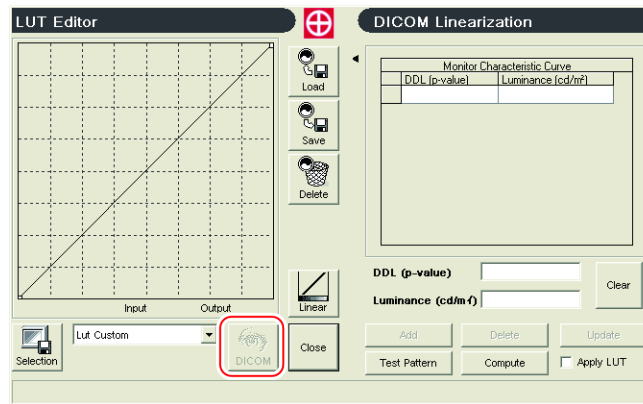 LUT Editor
DICOM Linearization
Load
Save
Delete
Linear
Input Output
Selection
Lut Custom
DICOM
Close
Monitor Characteristic Curve
DDL (p-value) Luminance (cd/m²)
DDL (p-value)
Luminance (cd/m²)
Clear
Add Delete Update
Test Pattern Compute Apply LUT